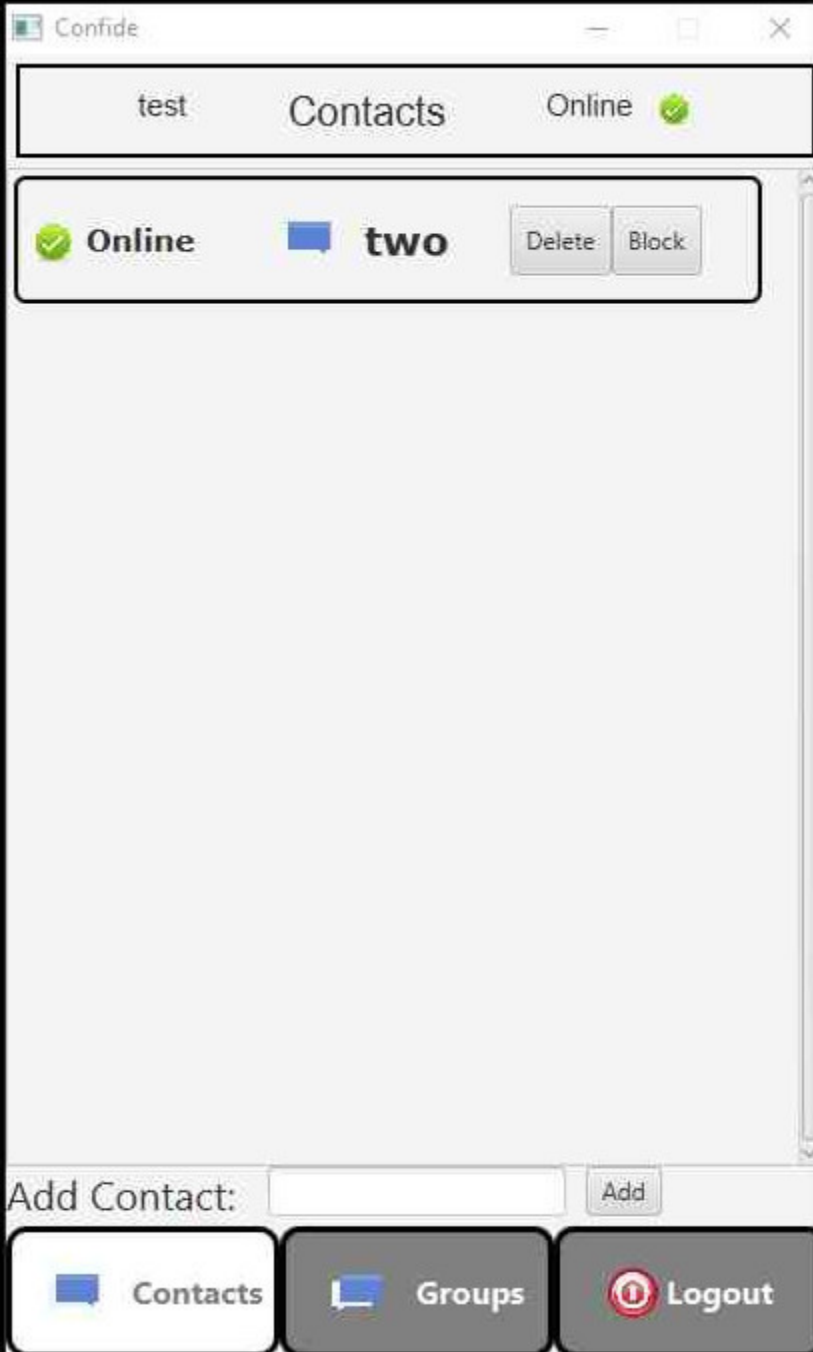 Confide
test Contacts Online
Online two Delete Block
Add Contact: Add
Contacts Groups Logout